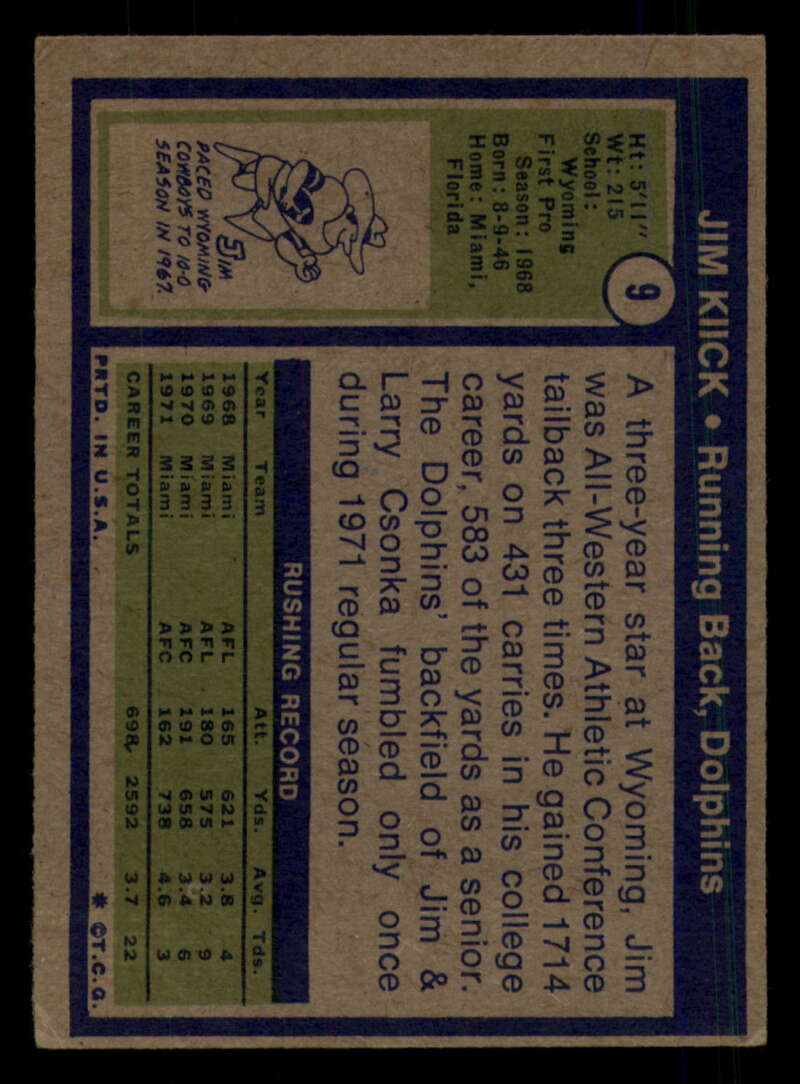 JIM KIICK • Running Back, Dolphins
9
Ht: 5'11"
Wt: 215
School:
Wyoming
First Pro
Season: 1968
Born: 8-9-46
Home: Miami,
Florida
JIM
PACED WYOMING
COWBOYS TO 10-0
SEASON IN 1967.
A three-year star at Wyoming, Jim
was All-Western Athletic Conference
tailback three times. He gained 1714
yards on 431 carries in his college
career, 583 of the yards as a senior.
The Dolphins' backfield of Jim &
Larry Csonka fumbled only once
during 1971 regular season.
RUSHING RECORD
Year Team Att. Yds. Avg. Tds.
1968 Miami AFL 165 621 3.8 4
1969 Miami AFL 180 575 3.2 9
1970 Miami AFC 191 658 3.4 6
1971 Miami AFC 162 738 4.6 3
CAREER TOTALS 698 2592 3.7 22
PRTD. IN U.S.A. * ©T.C.G.